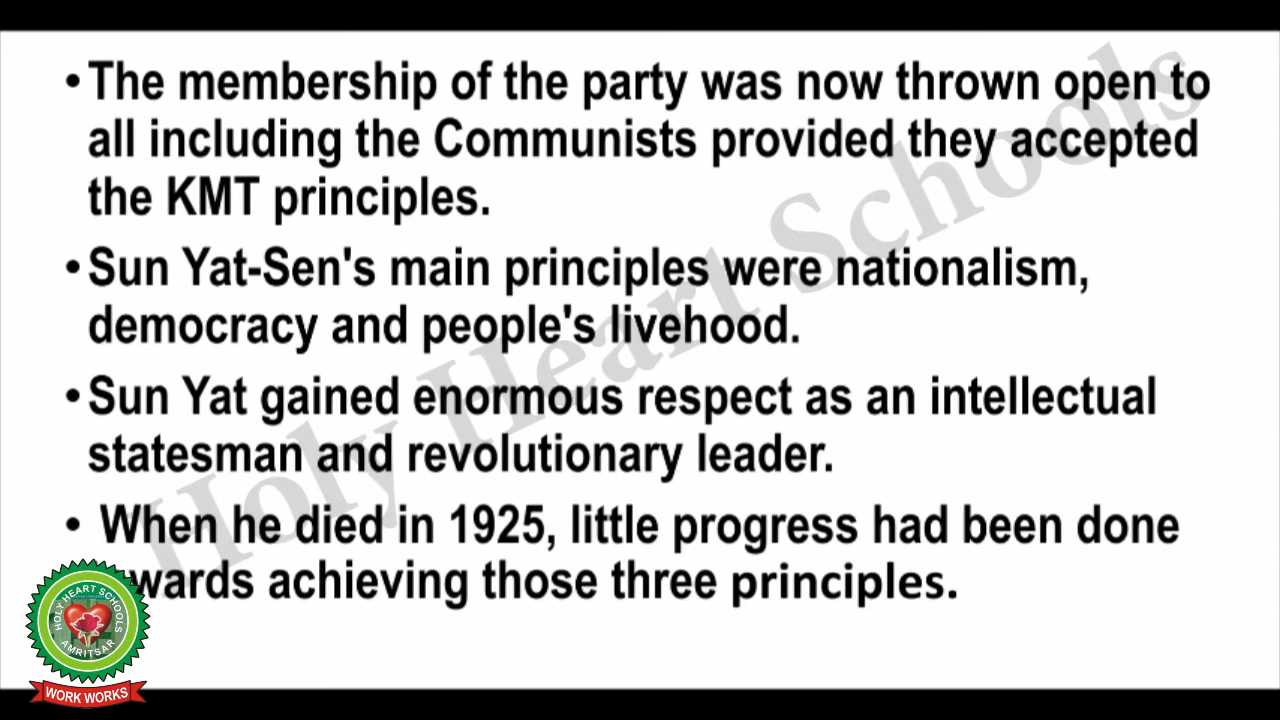 • The membership of the party was now thrown open to
all including the Communists provided they accepted
the KMT principles.
• Sun Yat-Sen's main principles were nationalism,
democracy and people's livehood.
• Sun Yat gained enormous respect as an intellectual
statesman and revolutionary leader.
• When he died in 1925, little progress had been done
wards achieving those three principles.
Holy Heart Schools
HOLY HEART SCHOOLS
AMRITSAR
WORK WORKS